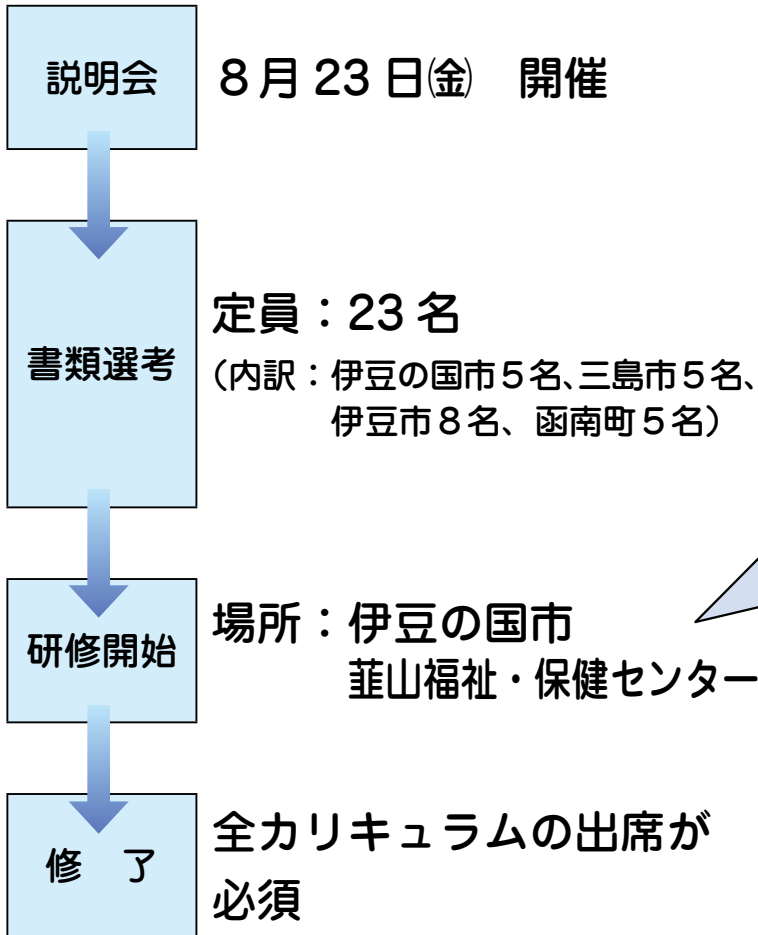 説明会
８月 23 日㈮　開催
書類選考
定員：23 名
（内訳：伊豆の国市５名、三島市５名、
伊豆市８名、函南町５名）
研修開始
場所：伊豆の国市
韮山福祉・保健センター
修　了
全カリキュラムの出席が
必須